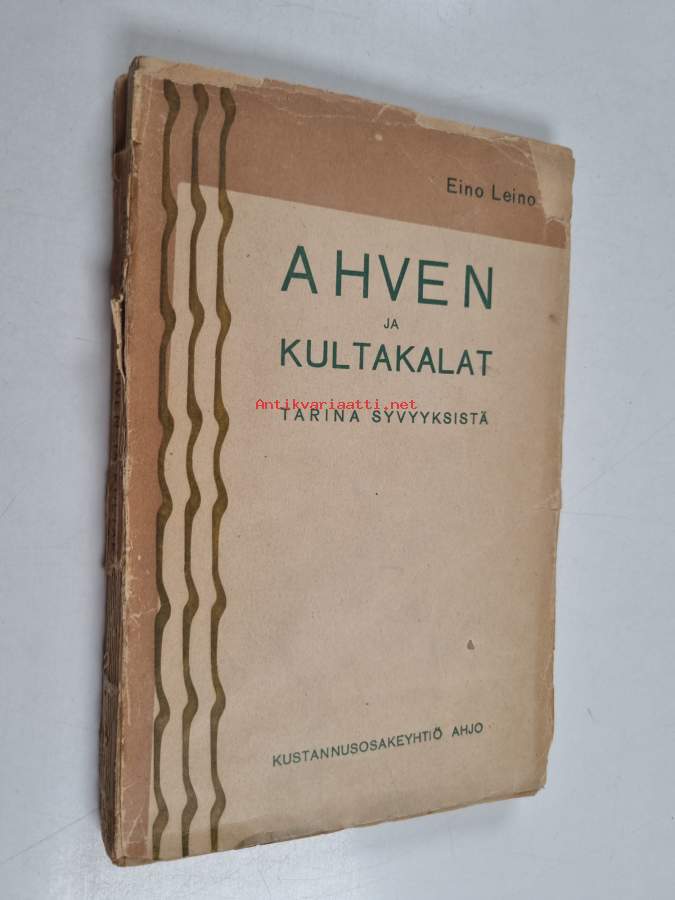 Eino Leino
AHVEN
JA
KULTAKALAT
Antikvariaatti.net
TARINA SYVYYKSISTÄ
KUSTANNUSOSAKEYHTIÖ AHJO